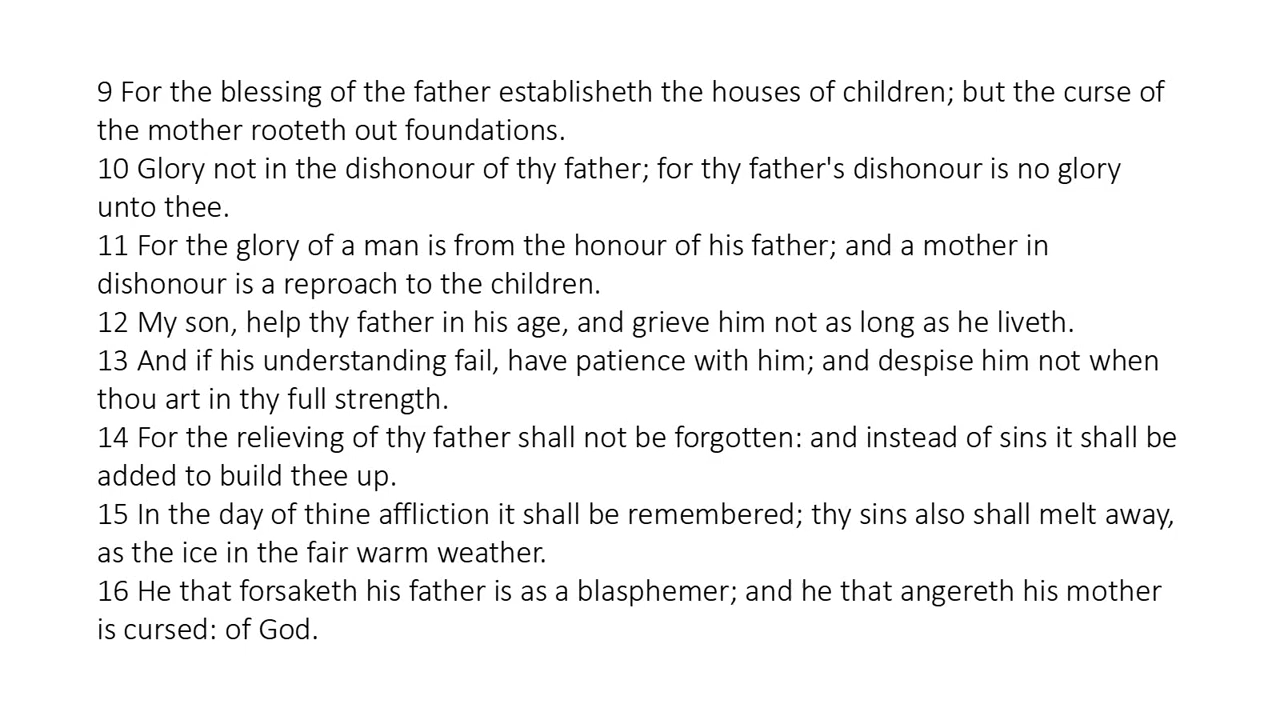 9 For the blessing of the father establisheth the houses of children; but the curse of
the mother rooteth out foundations.
10 Glory not in the dishonour of thy father; for thy father's dishonour is no glory
unto thee.
11 For the glory of a man is from the honour of his father; and a mother in
dishonour is a reproach to the children.
12 My son, help thy father in his age, and grieve him not as long as he liveth.
13 And if his understanding fail, have patience with him; and despise him not when
thou art in thy full strength.
14 For the relieving of thy father shall not be forgotten: and instead of sins it shall be
added to build thee up.
15 In the day of thine affliction it shall be remembered; thy sins also shall melt away,
as the ice in the fair warm weather.
16 He that forsaketh his father is as a blasphemer; and he that angereth his mother
is cursed: of God.